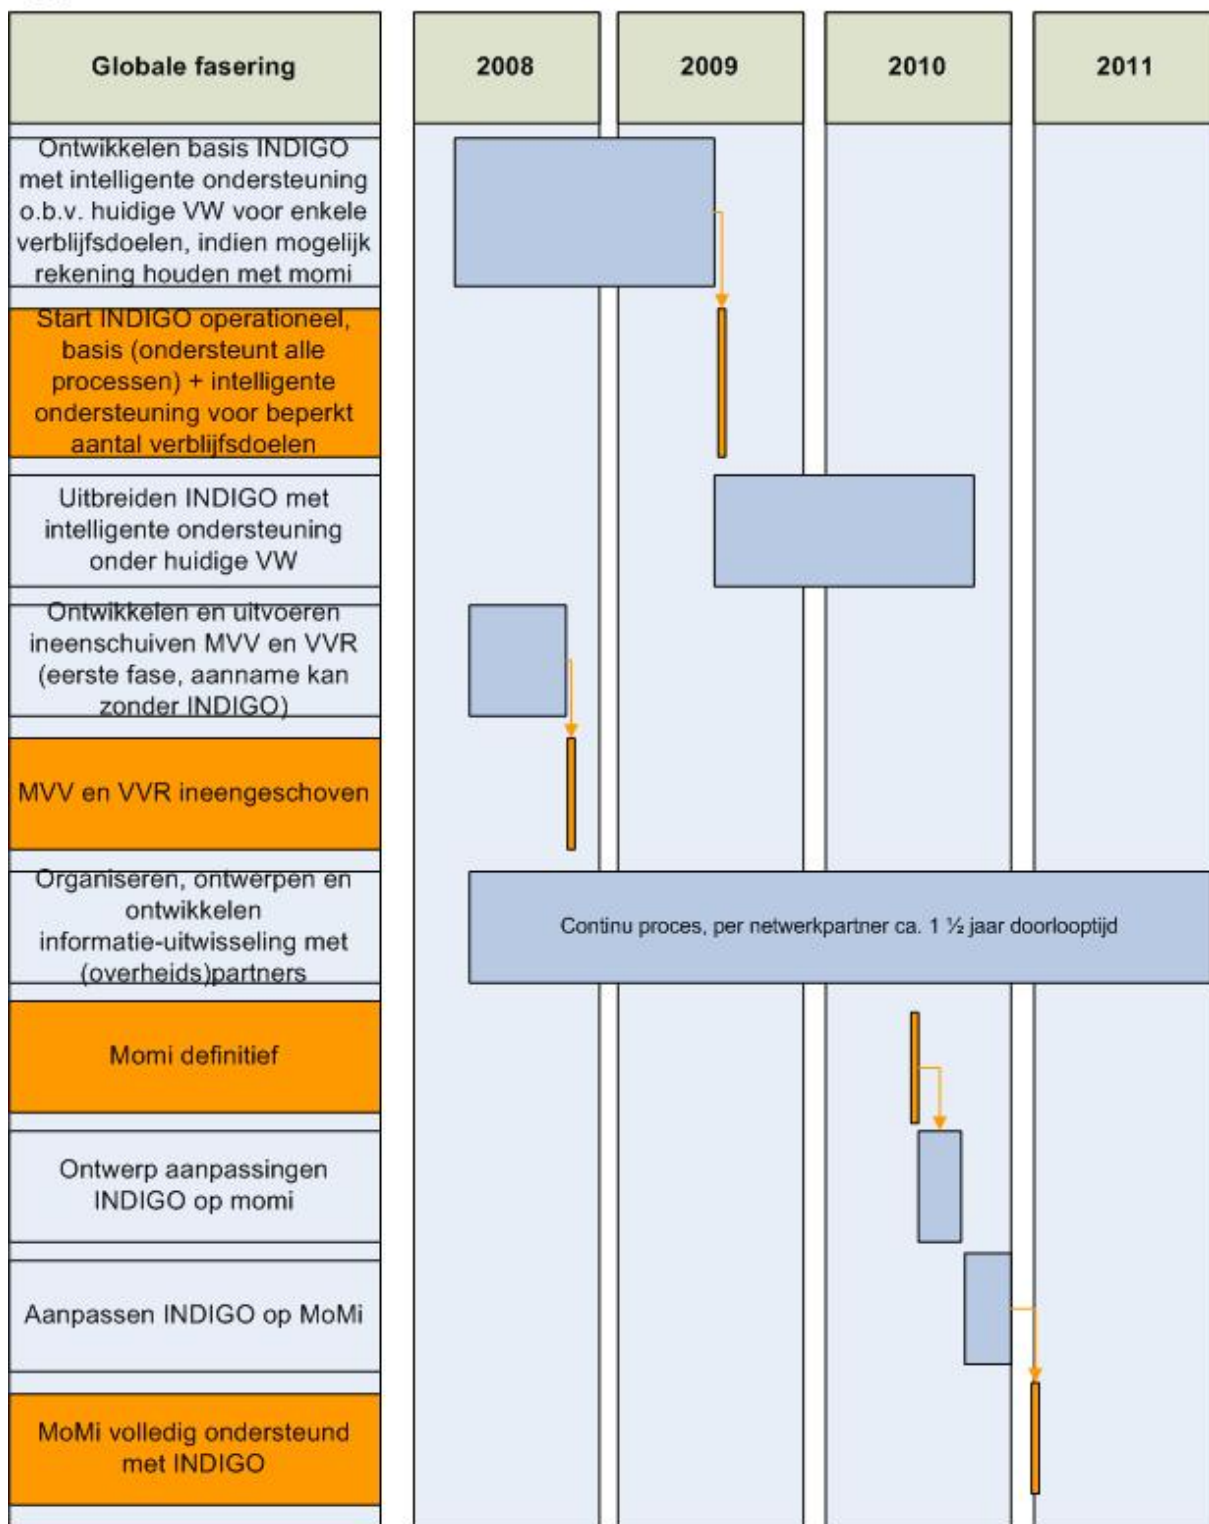 Globale fasering
2008
2009
2010
2011
Ontwikkelen basis INDIGO
met intelligente ondersteuning
o.b.v. huidige VW voor enkele
verblijfsdoelen, indien mogelijk
rekening houden met momi
Start INDIGO operationeel,
basis (ondersteunt alle
processen) + intelligente
ondersteuning voor beperkt
aantal verblijfsdoelen
Uitbreiden INDIGO met
intelligente ondersteuning
onder huidige VW
Ontwikkelen en uitvoeren
ineenschuiven MVV en VVR
(eerste fase, aanname kan
zonder INDIGO)
MVV en VVR ineengeschoven
Organiseren, ontwerpen en
ontwikkelen
informatie-uitwisseling met
(overheids)partners
Continu proces, per netwerkpartner ca. 1 ½ jaar doorlooptijd
Momi definitief
Ontwerp aanpassingen
INDIGO op momi
Aanpassen INDIGO op MoMi
MoMi volledig ondersteund
met INDIGO